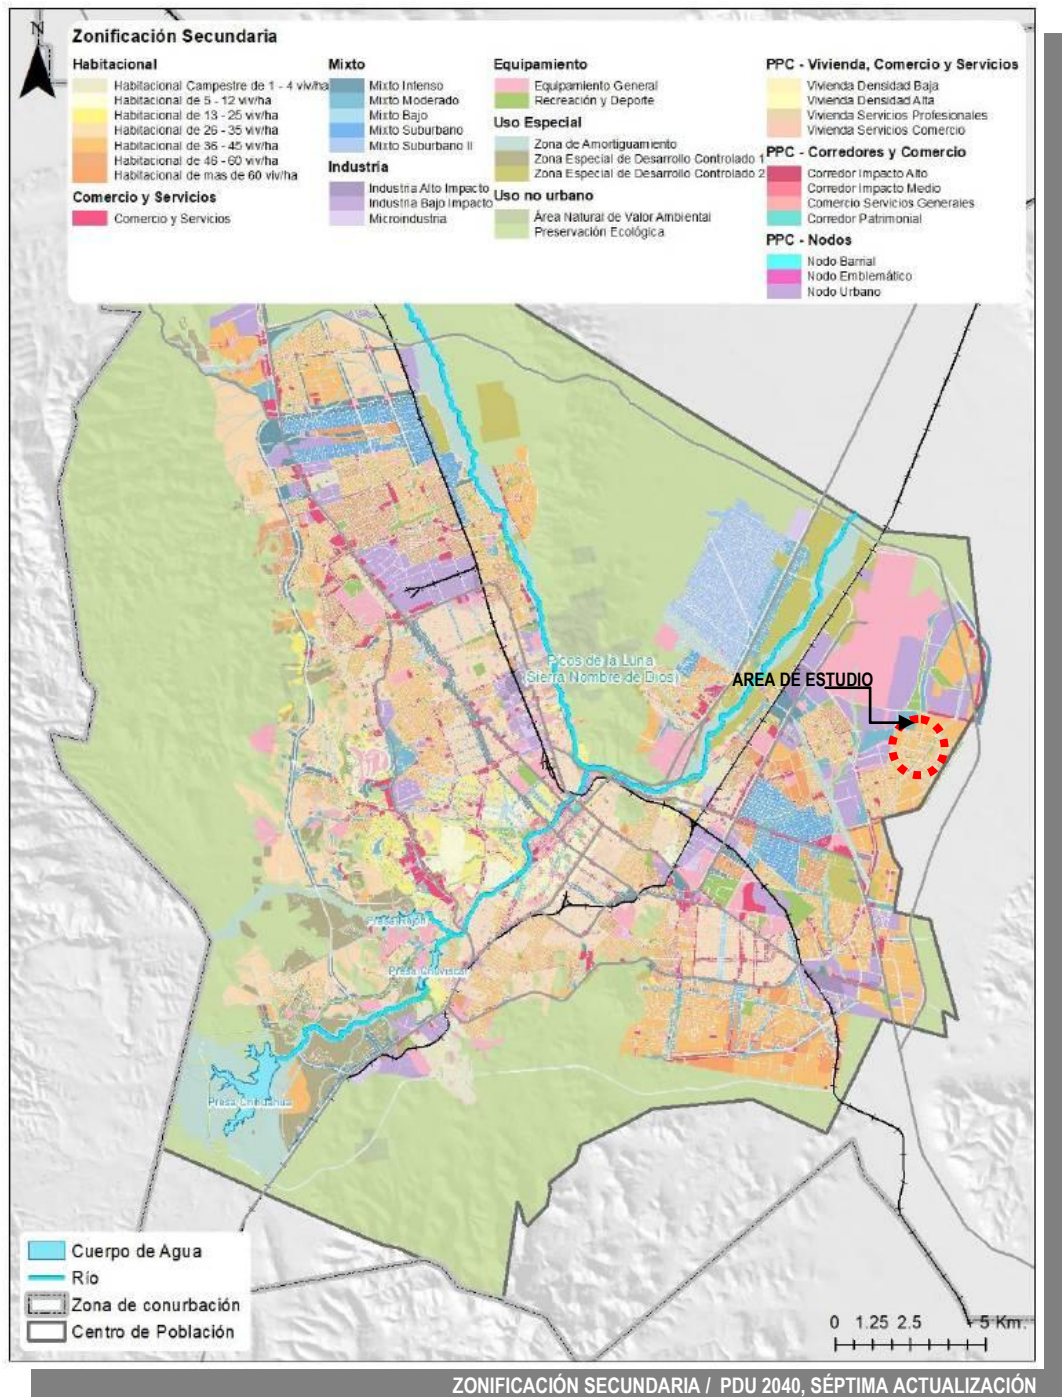 N
Zonificación Secundaria
Habitacional
Habitacional Campestre de 1 - 4 viv/ha
Habitacional de 5 - 12 viv/ha
Habitacional de 13 - 25 viv/ha
Habitacional de 26 - 35 viv/ha
Habitacional de 36 - 45 viv/ha
Habitacional de 46 - 60 viv/ha
Habitacional de mas de 60 viv/ha
Comercio y Servicios
Comercio y Servicios
Mixto
Mixto Intenso
Mixto Moderado
Mixto Bajo
Mixto Suburbano
Mixto Suburbano II
Industria
Industria Alto Impacto
Industria Bajo Impacto
Microindustria
Equipamiento
Equipamiento General
Recreación y Deporte
Uso Especial
Zona de Amortiguamiento
Zona Especial de Desarrollo Controlado 1
Zona Especial de Desarrollo Controlado 2
Uso no urbano
Área Natural de Valor Ambiental
Preservación Ecológica
PPC - Vivienda, Comercio y Servicios
Vivienda Densidad Baja
Vivienda Densidad Alta
Vivienda Servicios Profesionales
Vivienda Servicios Comercio
PPC - Corredores y Comercio
Corredor Impacto Alto
Corredor Impacto Medio
Comercio Servicios Generales
Corredor Patrimonial
PPC - Nodos
Nodo Barrial
Nodo Emblemático
Nodo Urbano
Picos de la Luna
(Sierra Nombre de Dios)
AREA DE ESTUDIO
Presa Rejón
Presa Chuviscar
Presa Chihuahua
Cuerpo de Agua
Río
Zona de conurbación
Centro de Población
0 1.25 2.5 5 Km.
ZONIFICACIÓN SECUNDARIA / PDU 2040, SÉPTIMA ACTUALIZACIÓN